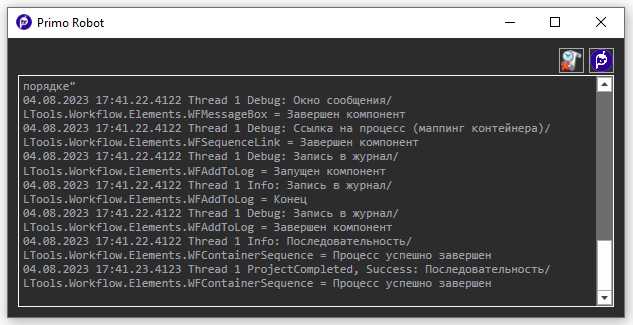 Primo Robot
порядке"
04.08.2023 17:41.22.4122 Thread 1 Debug: Окно сообщения/
LTools.Workflow.Elements.WFMessageBox = Завершен компонент
04.08.2023 17:41.22.4122 Thread 1 Debug: Ссылка на процесс (маппинг контейнера)/
LTools.Workflow.Elements.WFSequenceLink = Завершен компонент
04.08.2023 17:41.22.4122 Thread 1 Debug: Запись в журнал/
LTools.Workflow.Elements.WFAddToLog = Запущен компонент
04.08.2023 17:41.22.4122 Thread 1 Info: Запись в журнал/
LTools.Workflow.Elements.WFAddToLog = Конец
04.08.2023 17:41.22.4122 Thread 1 Debug: Запись в журнал/
LTools.Workflow.Elements.WFAddToLog = Завершен компонент
04.08.2023 17:41.22.4122 Thread 1 Info: Последовательность/
LTools.Workflow.Elements.WFContainerSequence = Процесс успешно завершен
04.08.2023 17:41.23.4123 Thread 1 ProjectCompleted, Success: Последовательность/
LTools.Workflow.Elements.WFContainerSequence = Процесс успешно завершен